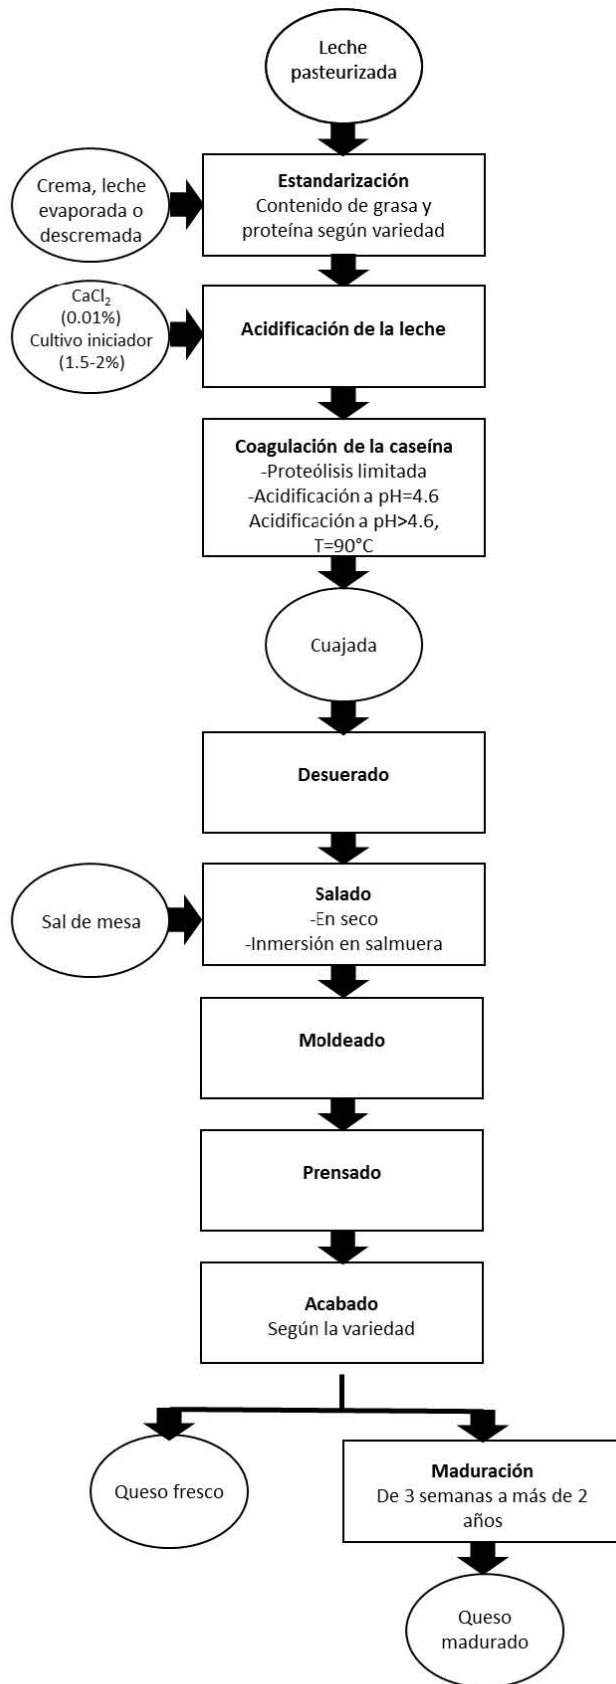 Leche
pasteurizada
Crema, leche
evaporada o
descremada
Estandarización
Contenido de grasa y
proteína según variedad
CaCl₂
(0.01%)
Cultivo iniciador
(1.5-2%)
Acidificación de la leche
Coagulación de la caseína
-Proteólisis limitada
-Acidificación a pH=4.6
Acidificación a pH>4.6,
T=90°C
Cuajada
Desuerado
Sal de mesa
Salado
-En seco
-Inmersión en salmuera
Moldeado
Prensado
Acabado
Según la variedad
Queso fresco
Maduración
De 3 semanas a más de 2
años
Queso
madurado